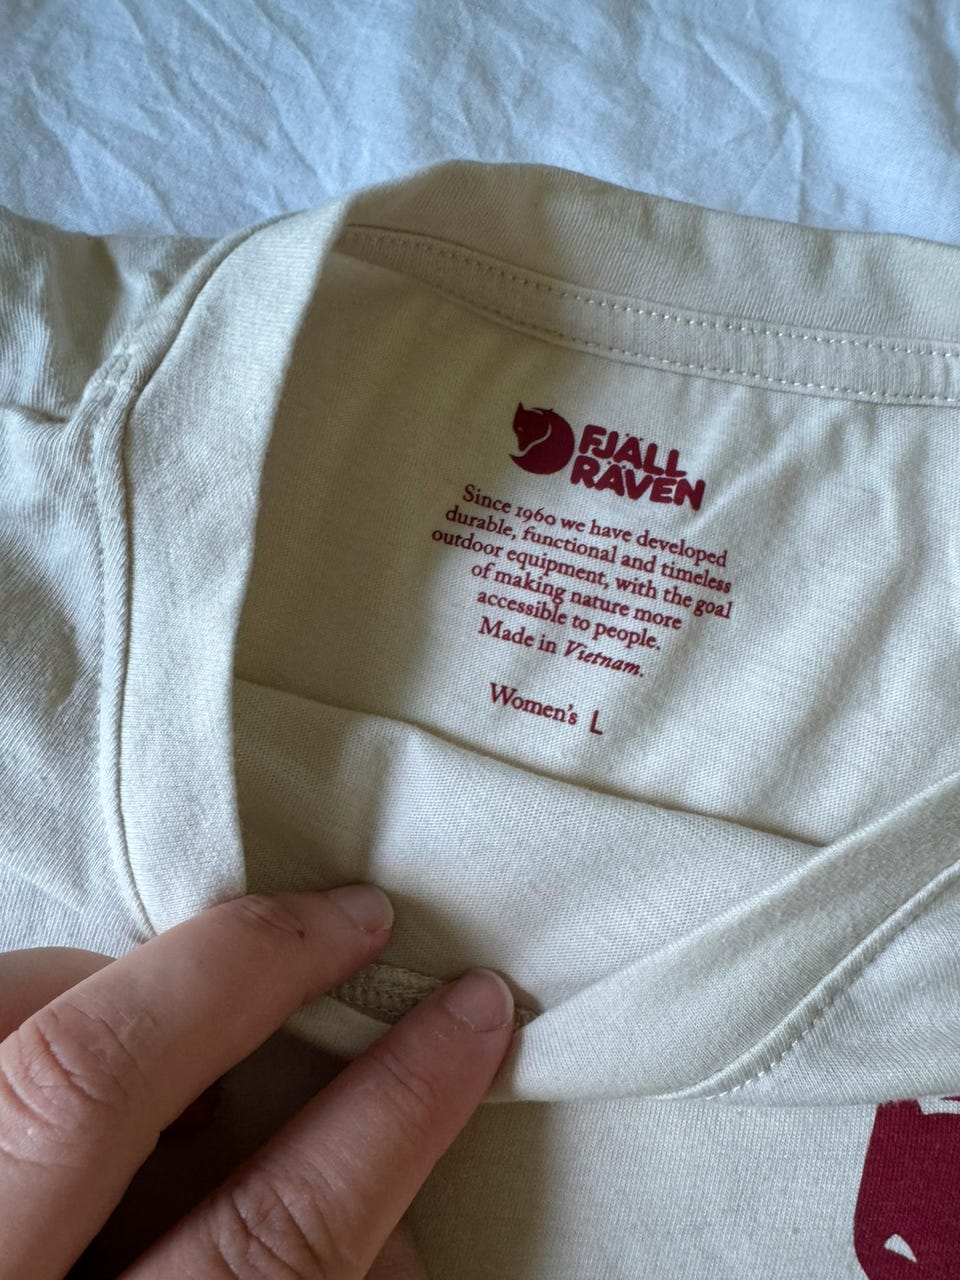 FJÄLL
RÄVEN
Since 1960 we have developed
durable, functional and timeless
outdoor equipment, with the goal
of making nature more
accessible to people.
Made in Vietnam.
Women's L